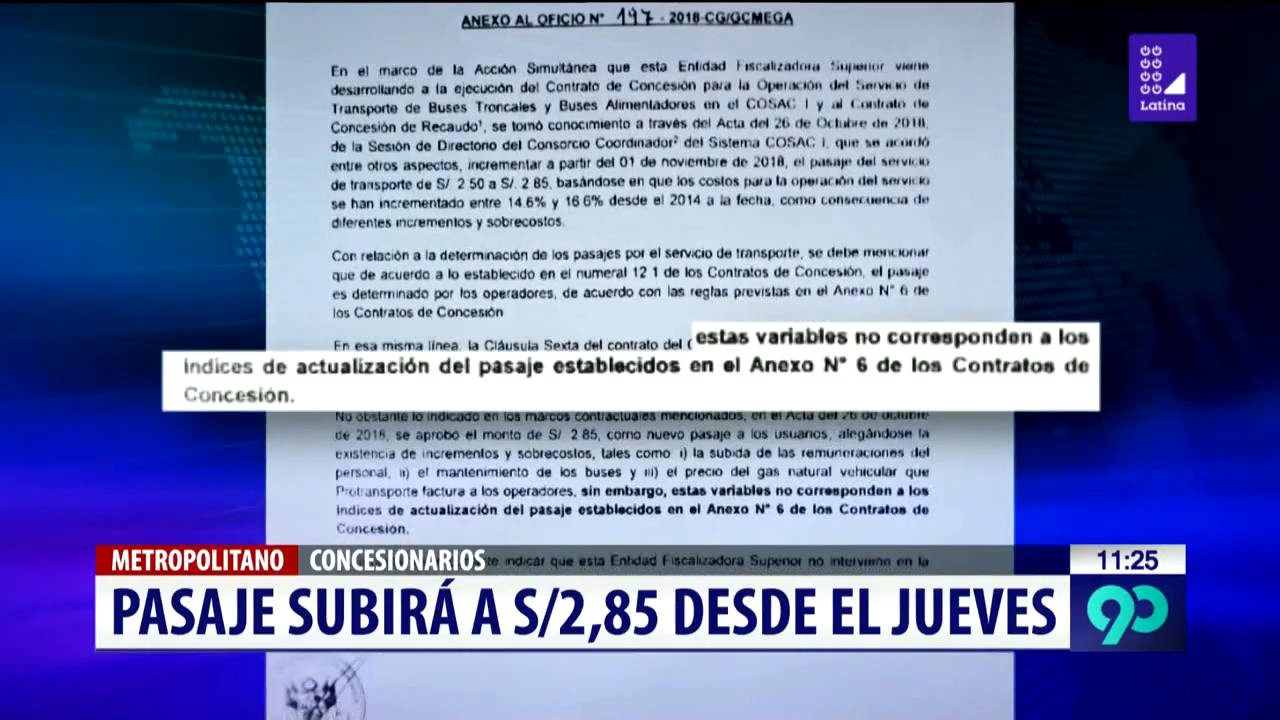 ANEXO AL OFICIO N° 197 - 2018-CG/GCMEGA
Latina
En el marco de la Acción Simultánea que esta Entidad Fiscalizadora Superior viene
desarrollando a la ejecución del Contrato de Concesión para la Operación del Servicio de
Transporte de Buses Troncales y Buses Alimentadores en el COSAC I y al Contrato de
Concesión de Recaudo¹, se tomó conocimiento a través del Acta del 26 de Octubre de 2018,
de la Sesión de Directorio del Consorcio Coordinador² del Sistema COSAC I, que se acordó
entre otros aspectos, incrementar a partir del 01 de noviembre de 2018, el pasaje del servicio
de transporte de S/. 2 50 a S/. 2 85, basándose en que los costos para la operación del servicio
se han incrementado entre 14.6% y 16.6% desde el 2014 a la fecha, como consecuencia de
diferentes incrementos y sobrecostos.
Con relación a la determinación de los pasajes por el servicio de transporte, se debe mencionar
que de acuerdo a lo establecido en el numeral 12 1 de los Contratos de Concesión, el pasaje
es determinado por los operadores, de acuerdo con las reglas previstas en el Anexo N° 6 de
los Contratos de Concesión
En esa misma línea, la Cláusula Sexta del contrato del
estas variables no corresponden a los
índices de actualización del pasaje establecidos en el Anexo N° 6 de los Contratos de
Concesión.
No obstante lo indicado en los marcos contractuales mencionados, en el Acta del 26 de octubre
de 2018, se aprobó el monto de S/. 2.85, como nuevo pasaje a los usuarios, alegándose la
existencia de incrementos y sobrecostos, tales como i) la subida de las remuneraciones del
personal, ii) el mantenimiento de los buses y iii) el precio del gas natural vehicular que
Protransporte factura a los operadores, sin embargo, estas variables no corresponden a los
índices de actualización del pasaje establecidos en el Anexo N° 6 de los Contratos de
Concesión.
indicar que esta Entidad Fiscalizadora Superior no interviene en la
METROPOLITANO CONCESIONARIOS
11:25
PASAJE SUBIRÁ A S/2,85 DESDE EL JUEVES
90